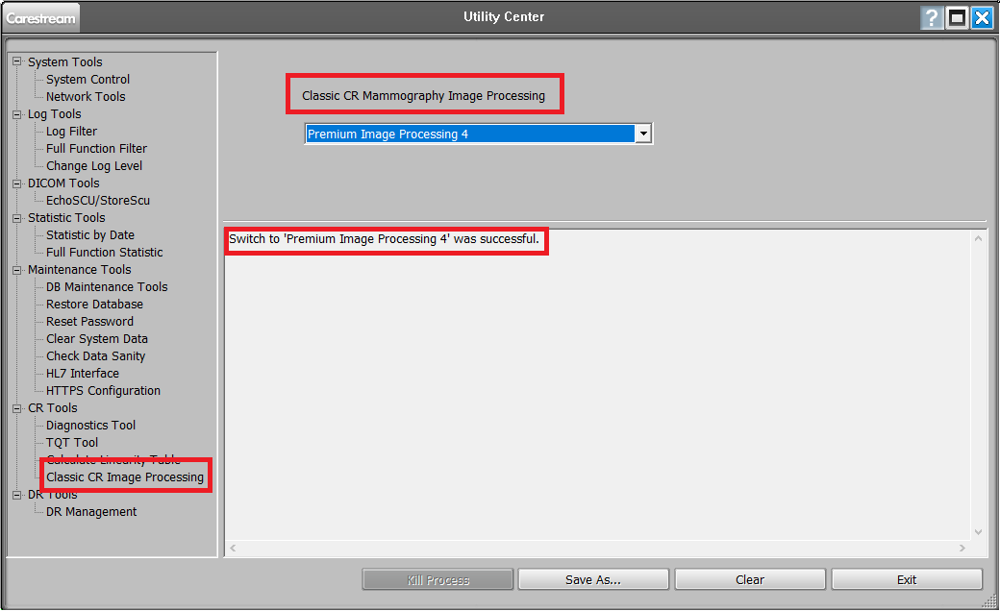 Carestream
Utility Center
?
System Tools
System Control
Network Tools
Log Tools
Log Filter
Full Function Filter
Change Log Level
DICOM Tools
EchoSCU/StoreScu
Statistic Tools
Statistic by Date
Full Function Statistic
Maintenance Tools
DB Maintenance Tools
Restore Database
Reset Password
Clear System Data
Check Data Sanity
HL7 Interface
HTTPS Configuration
CR Tools
Diagnostics Tool
TQT Tool
Calculate Linearity Table
Classic CR Image Processing
DR Tools
DR Management
Classic CR Mammography Image Processing
Premium Image Processing 4
Switch to 'Premium Image Processing 4' was successful.
Kill Process
Save As...
Clear
Exit